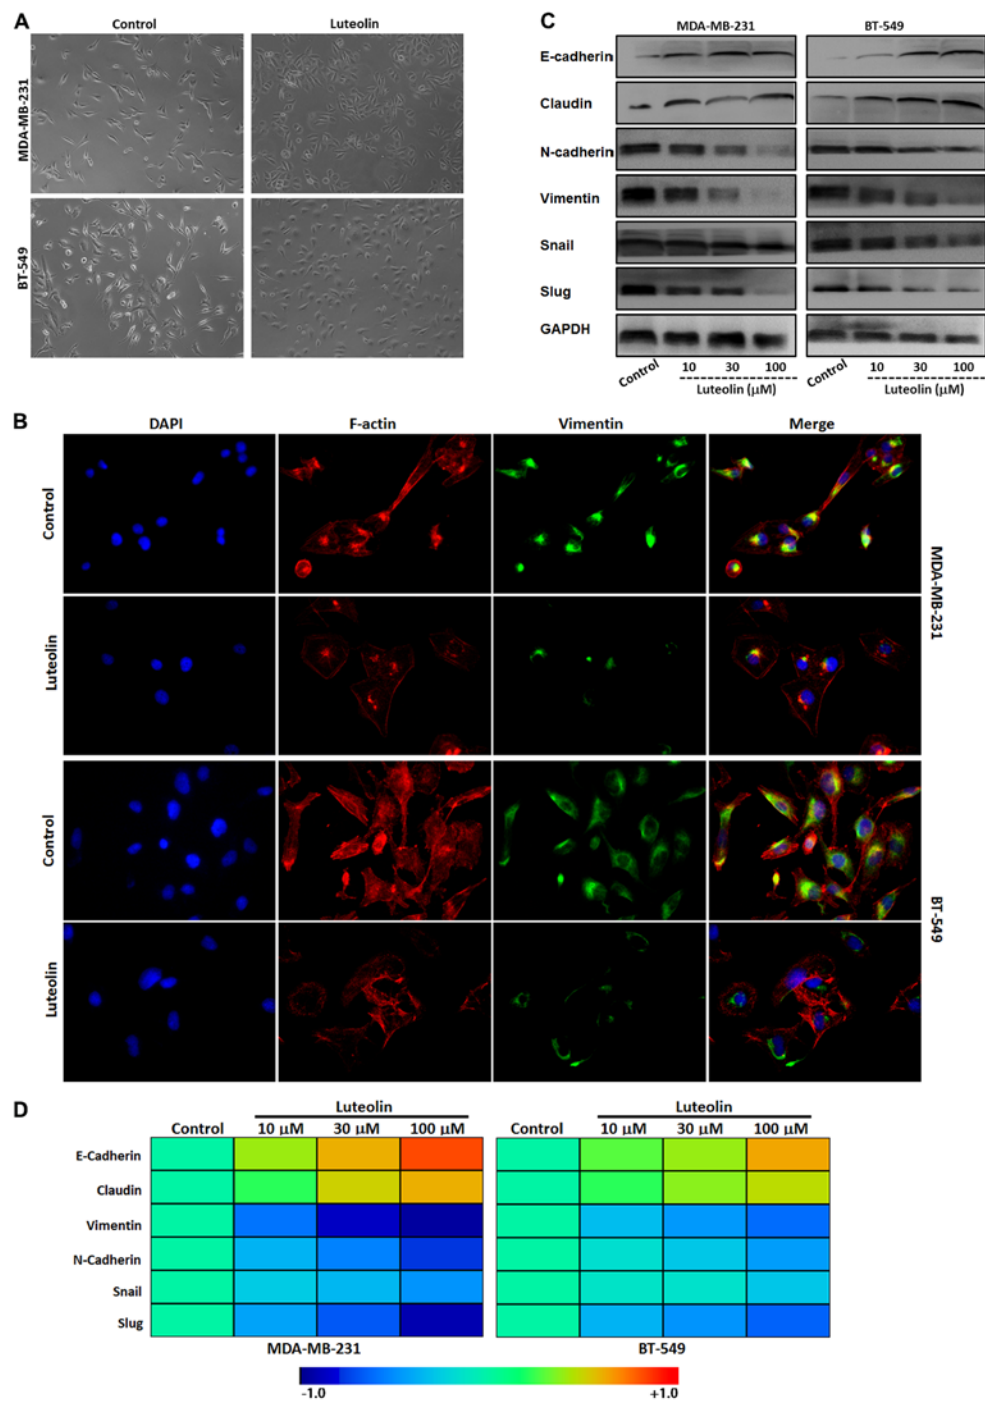 A
Control
Luteolin
MDA-MB-231
BT-549
C
MDA-MB-231
BT-549
E-cadherin
Claudin
N-cadherin
Vimentin
Snail
Slug
GAPDH
Control
10
30
100
Luteolin (μM)
Control
10
30
100
Luteolin (μM)
B
DAPI
F-actin
Vimentin
Merge
Control
Luteolin
MDA-MB-231
Control
Luteolin
BT-549
D
Luteolin
Control
10 μM
30 μM
100 μM
Luteolin
Control
10 μM
30 μM
100 μM
E-Cadherin
Claudin
Vimentin
N-Cadherin
Snail
Slug
MDA-MB-231
BT-549
-1.0
+1.0